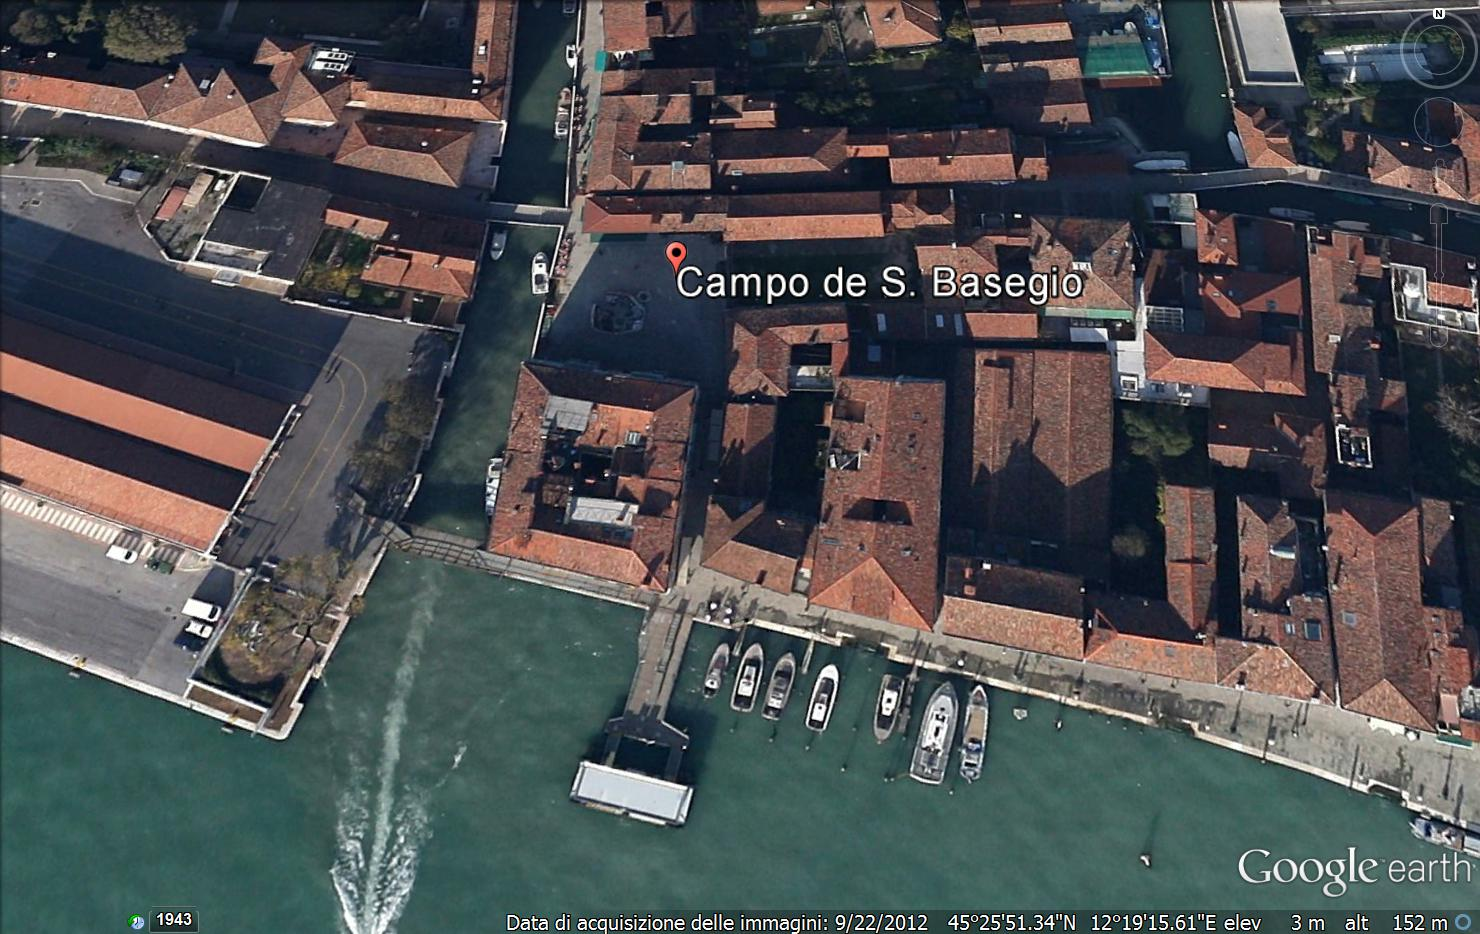 N
Campo de S. Basegio
Google earth
1943
Data di acquisizione delle immagini: 9/22/2012 45°25'51.34"N 12°19'15.61"E elev 3 m alt 152 m